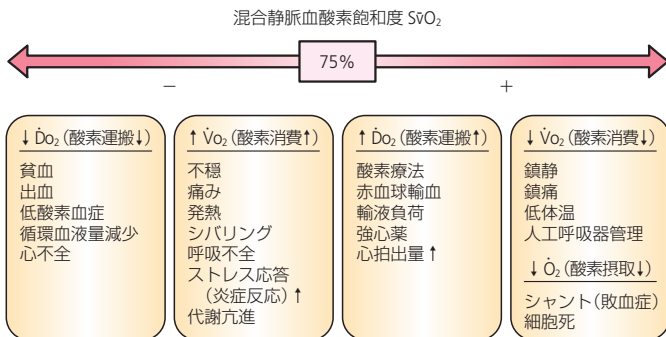 混合静脈血酸素飽和度 Sv̄O₂
75%
− +
↓ Ḋo₂(酸素運搬↓)
貧血
出血
低酸素血症
循環血液量減少
心不全
↑ V̇o₂(酸素消費↑)
不穏
痛み
発熱
シバリング
呼吸不全
ストレス応答
(炎症反応)↑
代謝亢進
↑ Ḋo₂(酸素運搬↑)
酸素療法
赤血球輸血
輸液負荷
強心薬
心拍出量↑
↓ V̇o₂(酸素消費↓)
鎮静
鎮痛
低体温
人工呼吸器管理
↓ Ȯ₂(酸素摂取↓)
シャント(敗血症)
細胞死